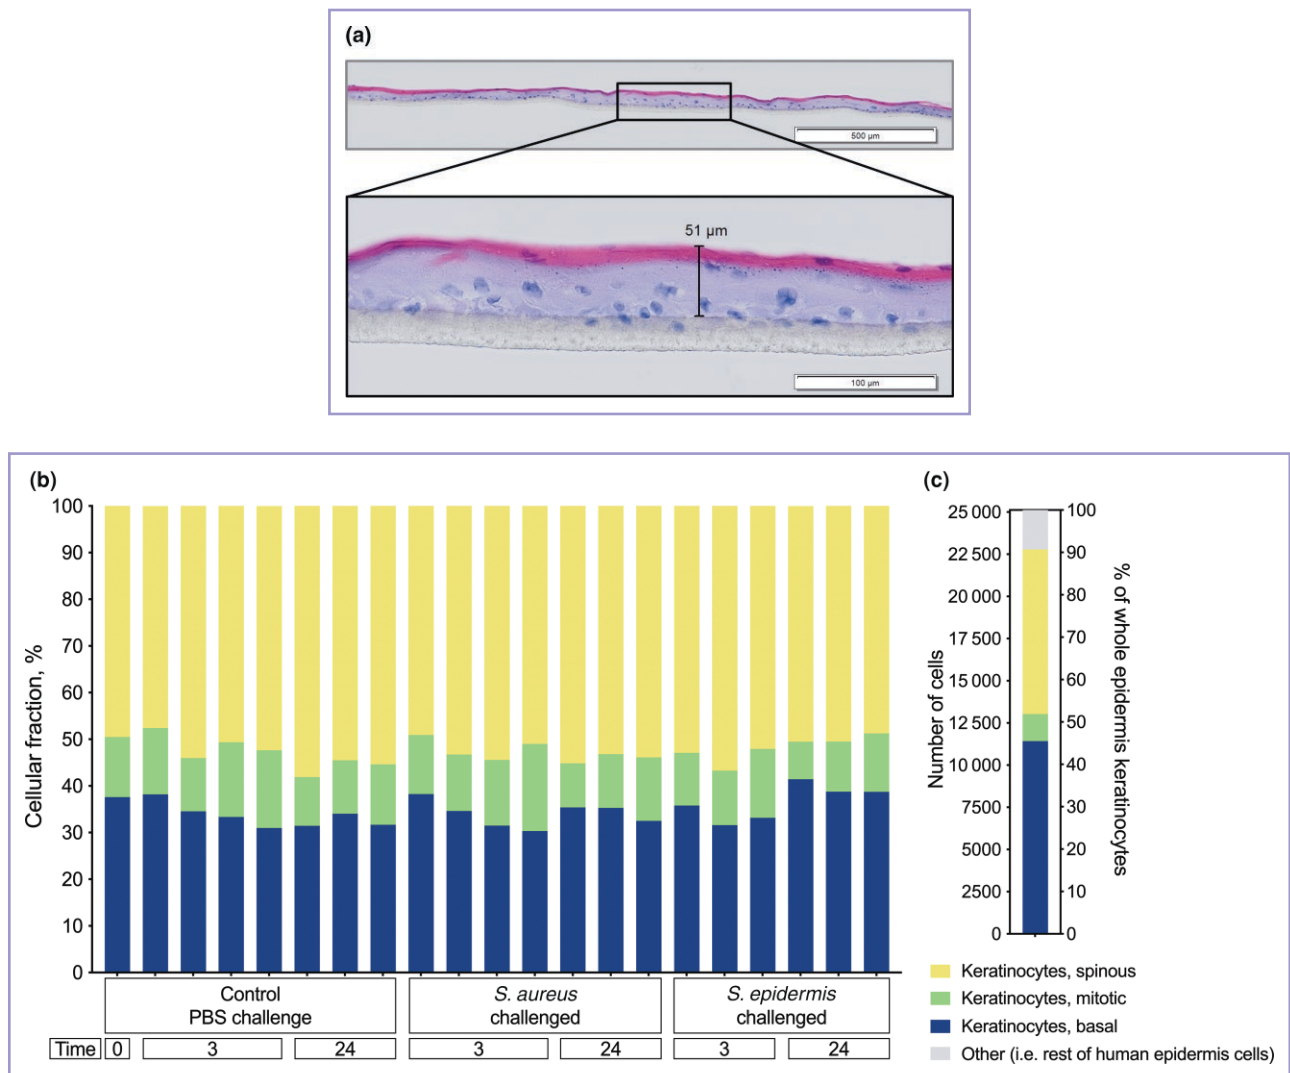 (a)
500 µm
51 µm
100 µm
(b)
100
90
80
70
60
50
40
30
20
10
0
Cellular fraction, %
Control
PBS challenge
S. aureus
challenged
S. epidermis
challenged
Time 0 3 24 3 24 3 24
(c)
25 000
22 500
20 000
17 500
15 000
12 500
10 000
7500
5000
2500
0
Number of cells
100
90
80
70
60
50
40
30
20
10
0
% of whole epidermis keratinocytes
Keratinocytes, spinous
Keratinocytes, mitotic
Keratinocytes, basal
Other (i.e. rest of human epidermis cells)